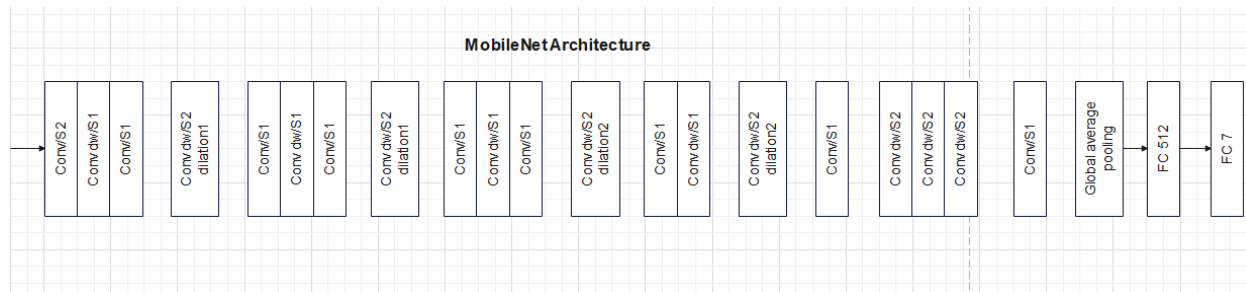 MobileNet Architecture
Conv/S2
Conv dw/S1
Conv/S1
Conv dw/S2
dilation1
Conv/S1
Conv dw/S1
Conv/S1
Conv dw/S2
dilation1
Conv/S1
Conv dw/S1
Conv/S1
Conv dw/S2
dilation2
Conv/S1
Conv dw/S1
Conv dw/S2
dilation2
Conv/S1
Conv dw/S2
Conv dw/S2
Conv dw/S2
Conv/S1
Global average
pooling
FC 512
FC 7